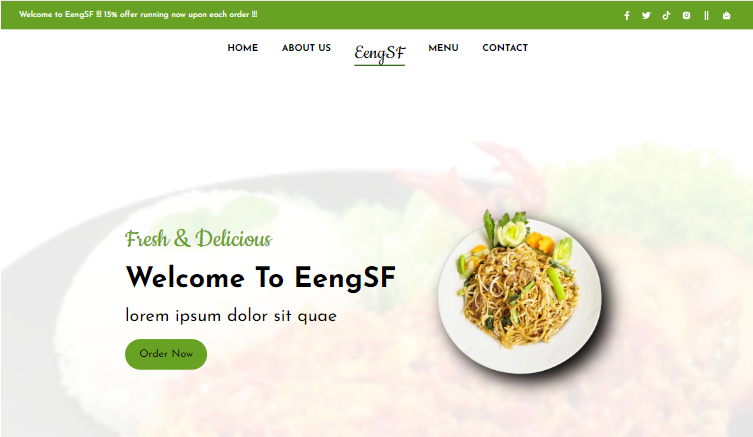 Welcome to EengSF !!! 15% offer running now upon each order !!!
HOME ABOUT US EengSF MENU CONTACT
Fresh & Delicious
Welcome To EengSF
lorem ipsum dolor sit quae
Order Now